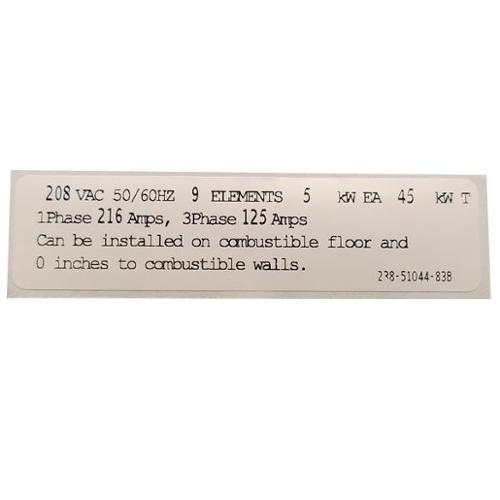 208 VAC 50/60HZ 9 ELEMENTS 5 kW EA 45 kW T
1Phase 216 Amps, 3Phase 125 Amps
Can be installed on combustible floor and
0 inches to combustible walls.
238-51044-83B